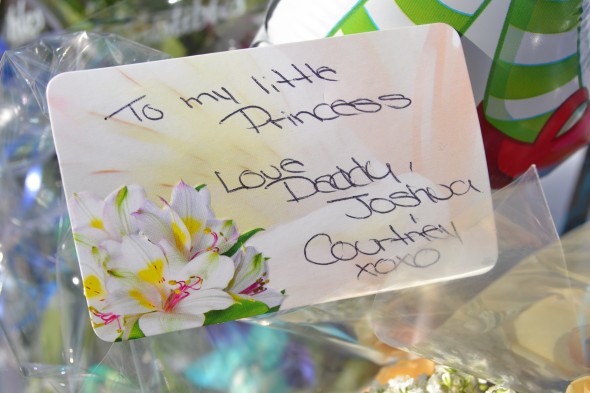 To my little
Princess
Love
Daddy,
Joshua,
Courtney
xoxo